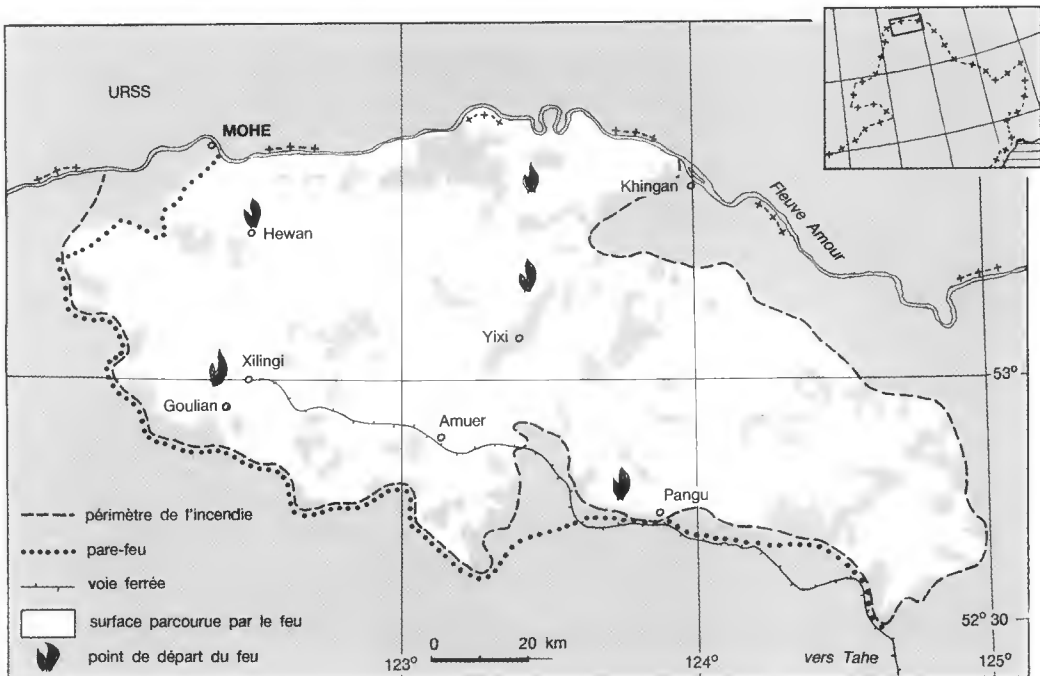 URSS
MOHE
Khingan
Fleuve Amour
Hewan
Yixi
Xilingi
53°
Goulian
Amuer
Pangu
périmètre de l'incendie
pare-feu
voie ferrée
surface parcourue par le feu
point de départ du feu
0 20 km
52° 30
123°
124°
vers Tahe
125°